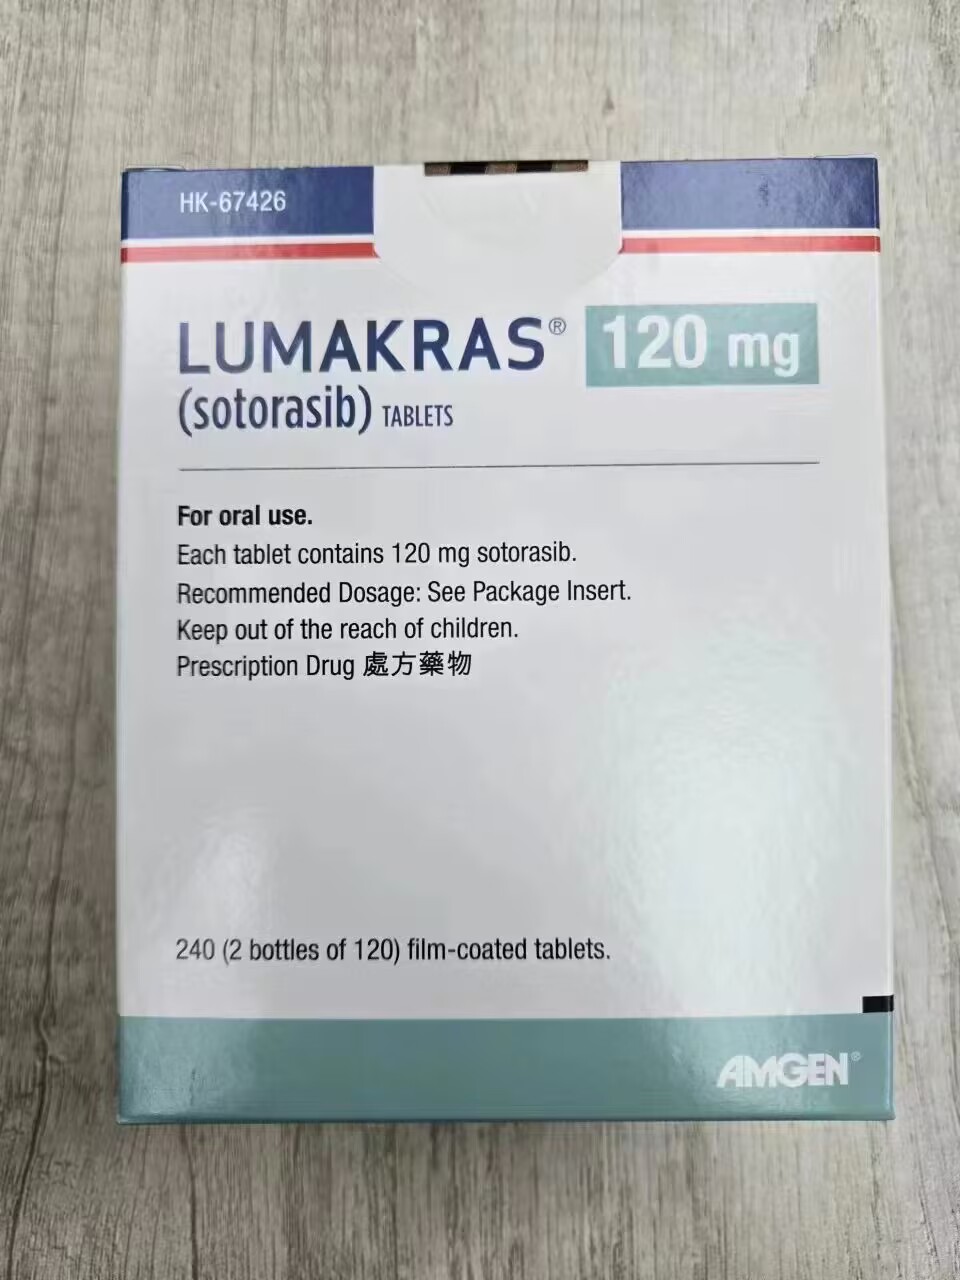 HK-67426
LUMAKRAS® 120 mg
(sotorasib) TABLETS
For oral use.
Each tablet contains 120 mg sotorasib.
Recommended Dosage: See Package Insert.
Keep out of the reach of children.
Prescription Drug 處方藥物
240 (2 bottles of 120) film-coated tablets.
AMGEN®